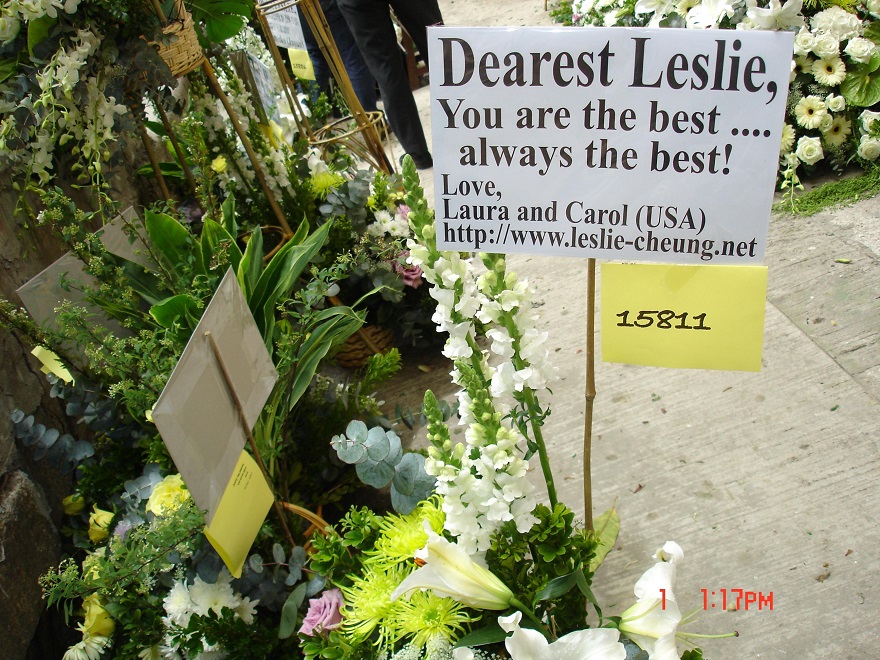 Dearest Leslie,
You are the best ....
always the best!
Love,
Laura and Carol (USA)
http://www.leslie-cheung.net
15811
1 1:17PM